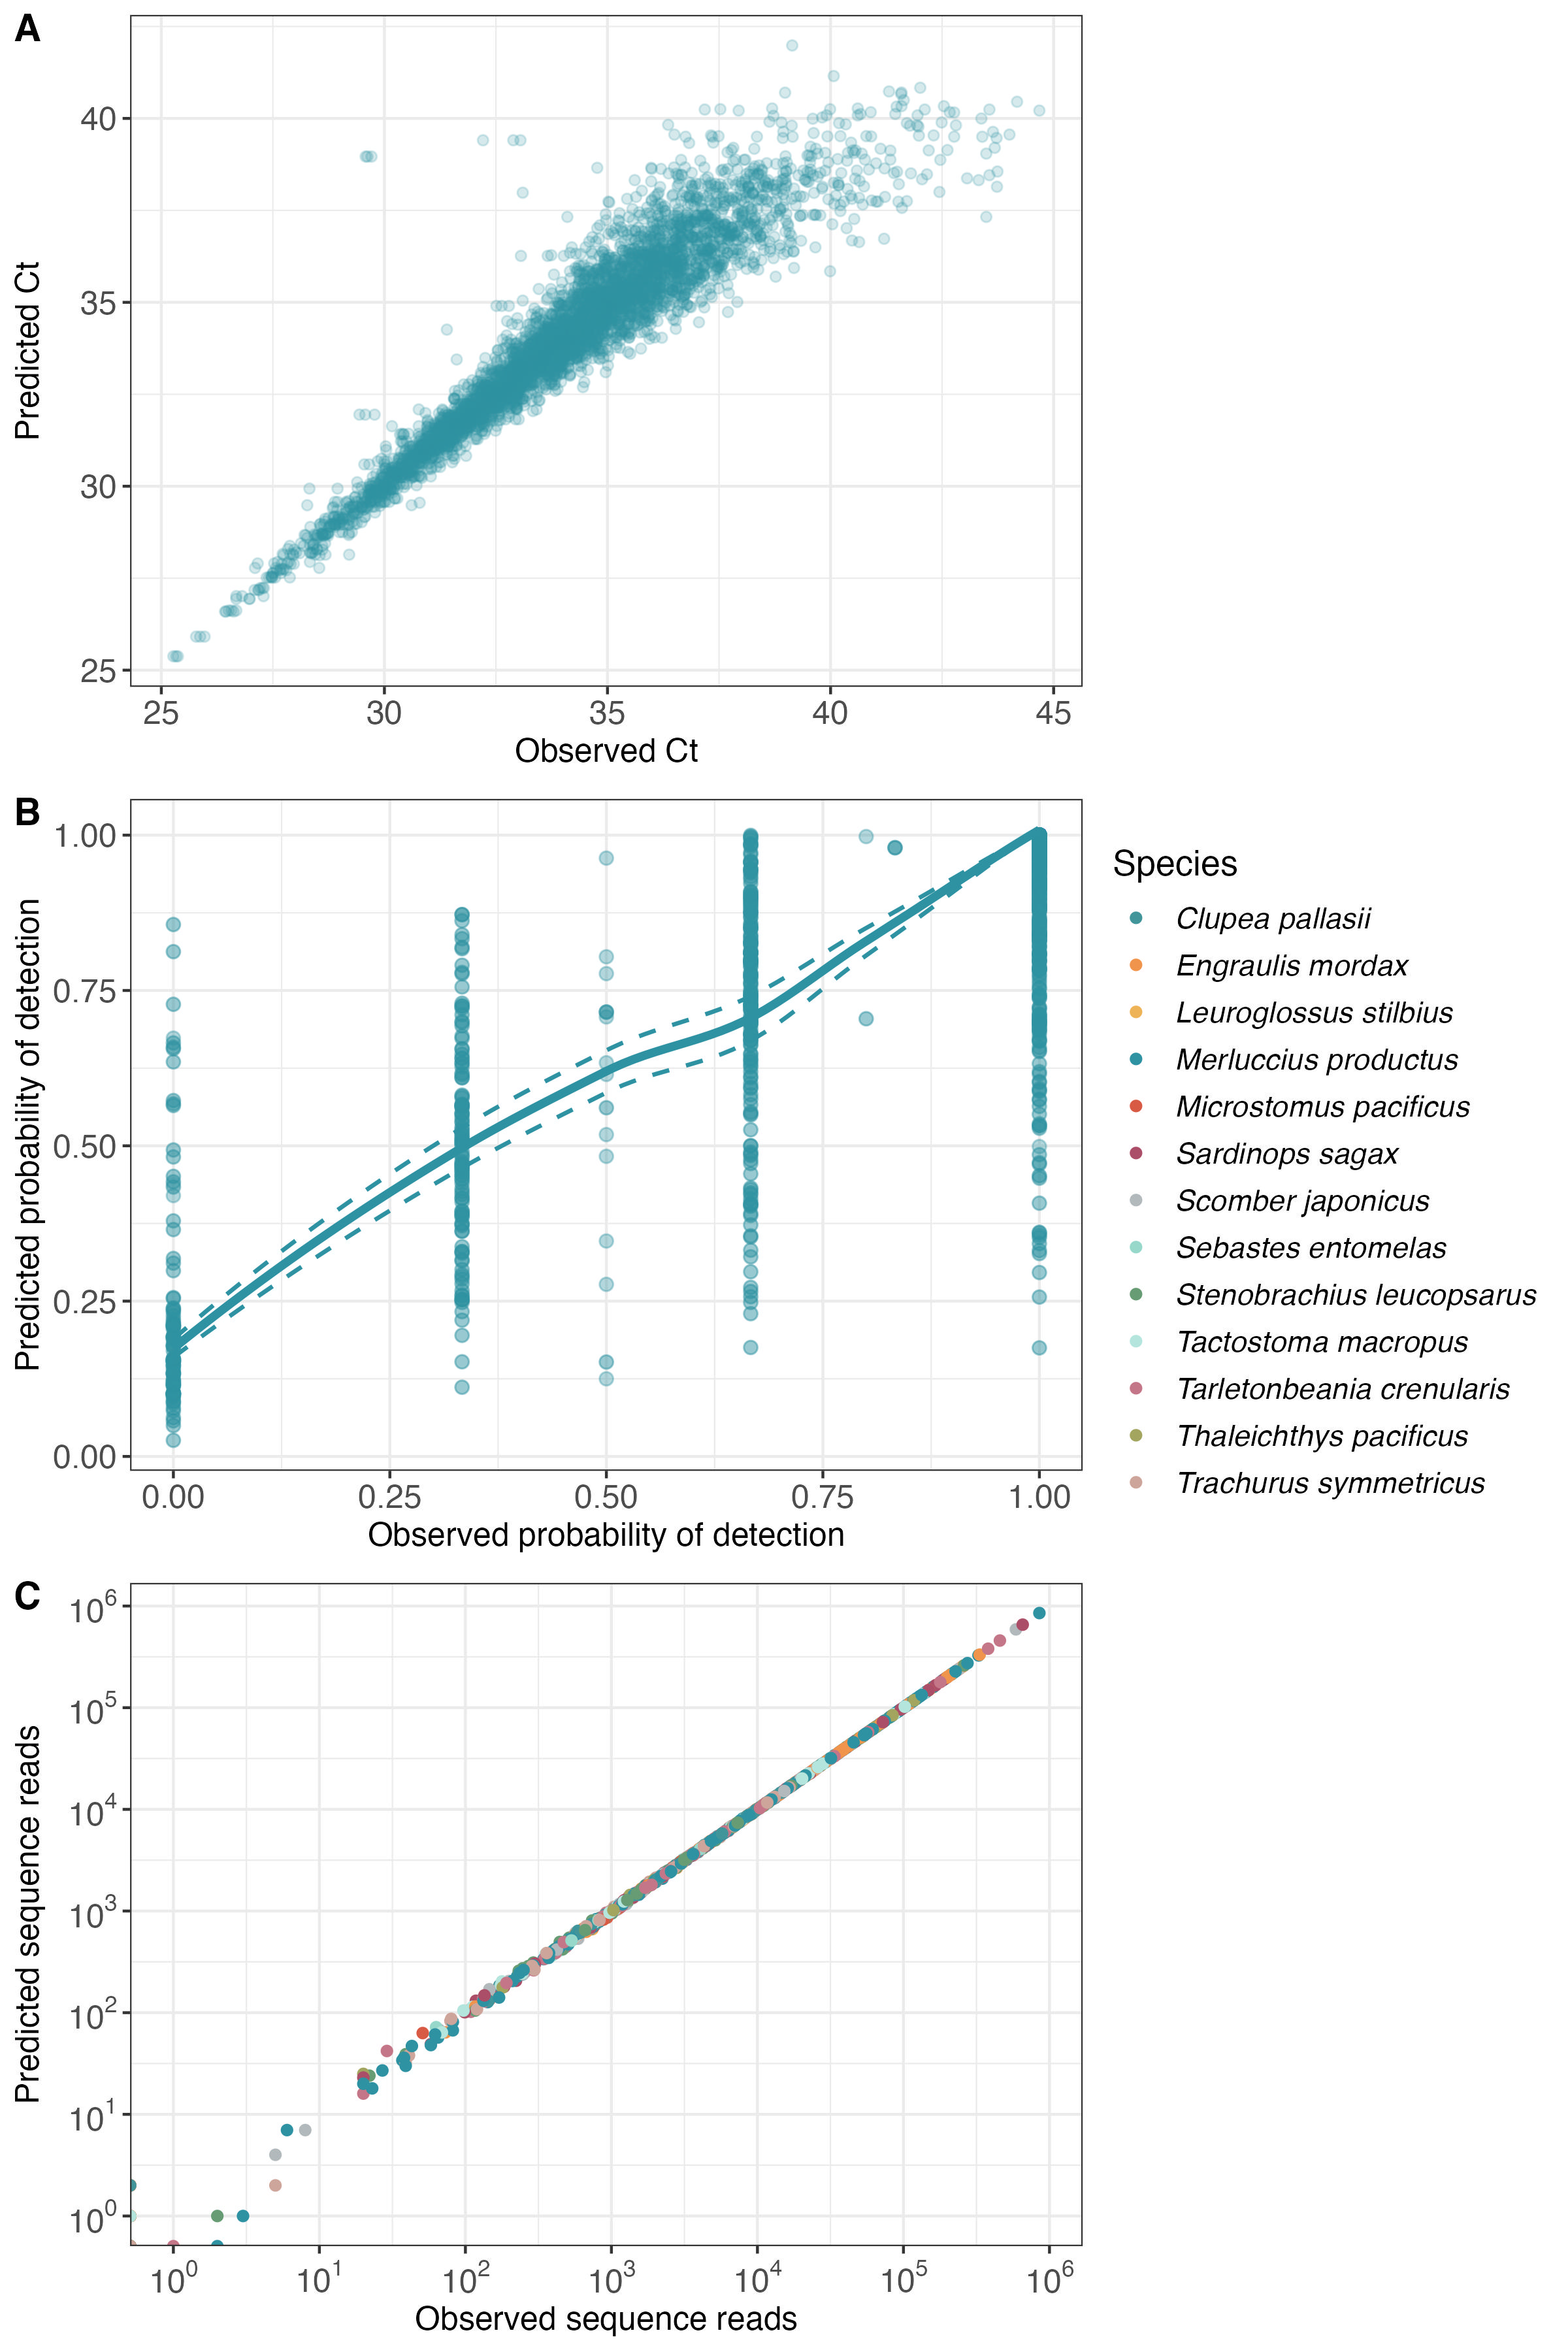 A
40
35
30
25
Predicted Ct
25 30 35 40 45
Observed Ct
B
1.00
0.75
0.50
0.25
0.00
Predicted probability of detection
0.00 0.25 0.50 0.75 1.00
Observed probability of detection
Species
Clupea pallasii
Engraulis mordax
Leuroglossus stilbius
Merluccius productus
Microstomus pacificus
Sardinops sagax
Scomber japonicus
Sebastes entomelas
Stenobrachius leucopsarus
Tactostoma macropus
Tarletonbeania crenularis
Thaleichthys pacificus
Trachurus symmetricus
C
10^6
10^5
10^4
10^3
10^2
10^1
10^0
Predicted sequence reads
10^0 10^1 10^2 10^3 10^4 10^5 10^6
Observed sequence reads